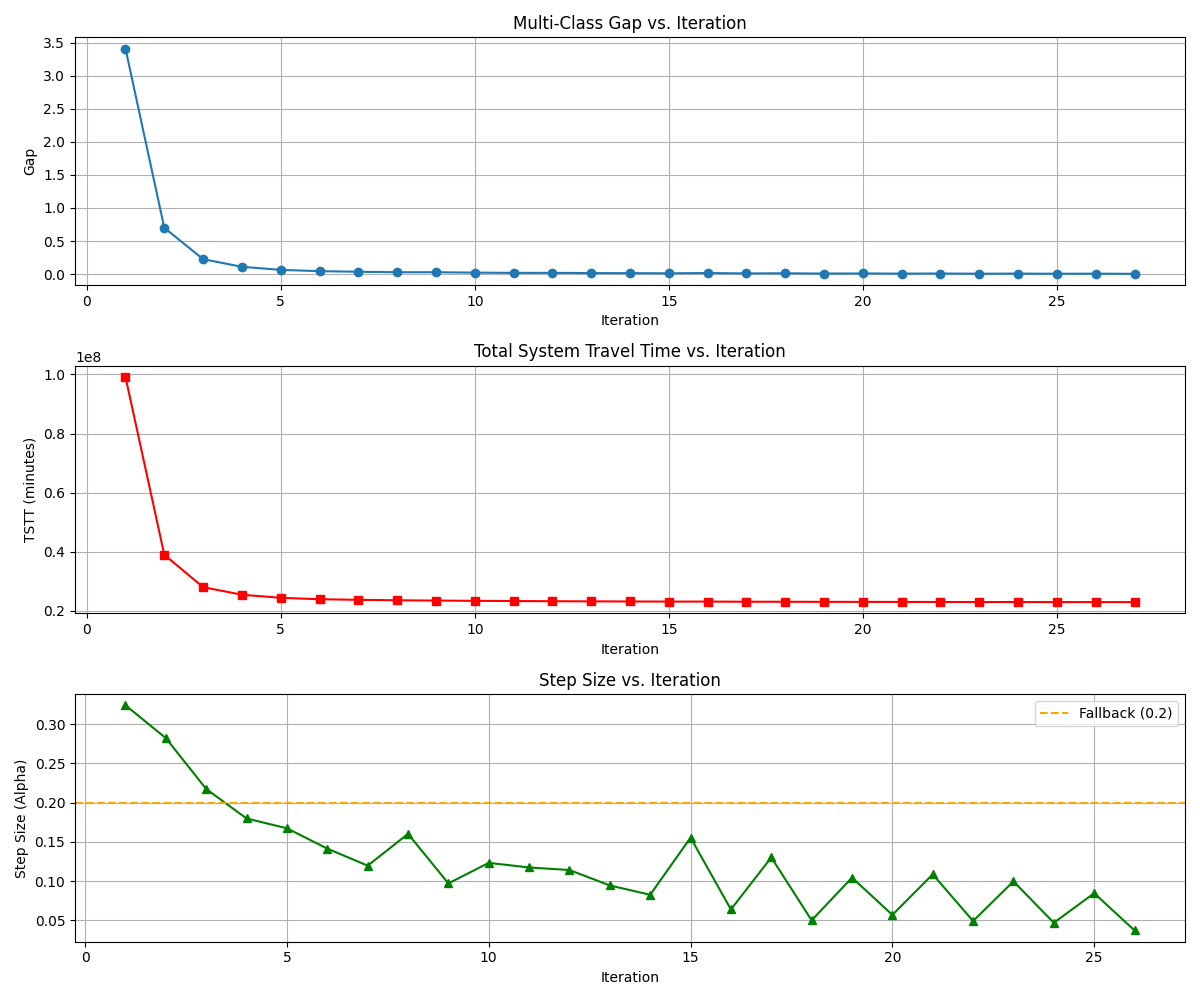 Multi-Class Gap vs. Iteration
3.5
3.0
2.5
2.0
1.5
1.0
0.5
0.0
Gap
0 5 10 15 20 25
Iteration
Total System Travel Time vs. Iteration
1e8
1.0
0.8
0.6
0.4
0.2
TSTT (minutes)
0 5 10 15 20 25
Iteration
Step Size vs. Iteration
Fallback (0.2)
0.30
0.25
0.20
0.15
0.10
0.05
Step Size (Alpha)
0 5 10 15 20 25
Iteration